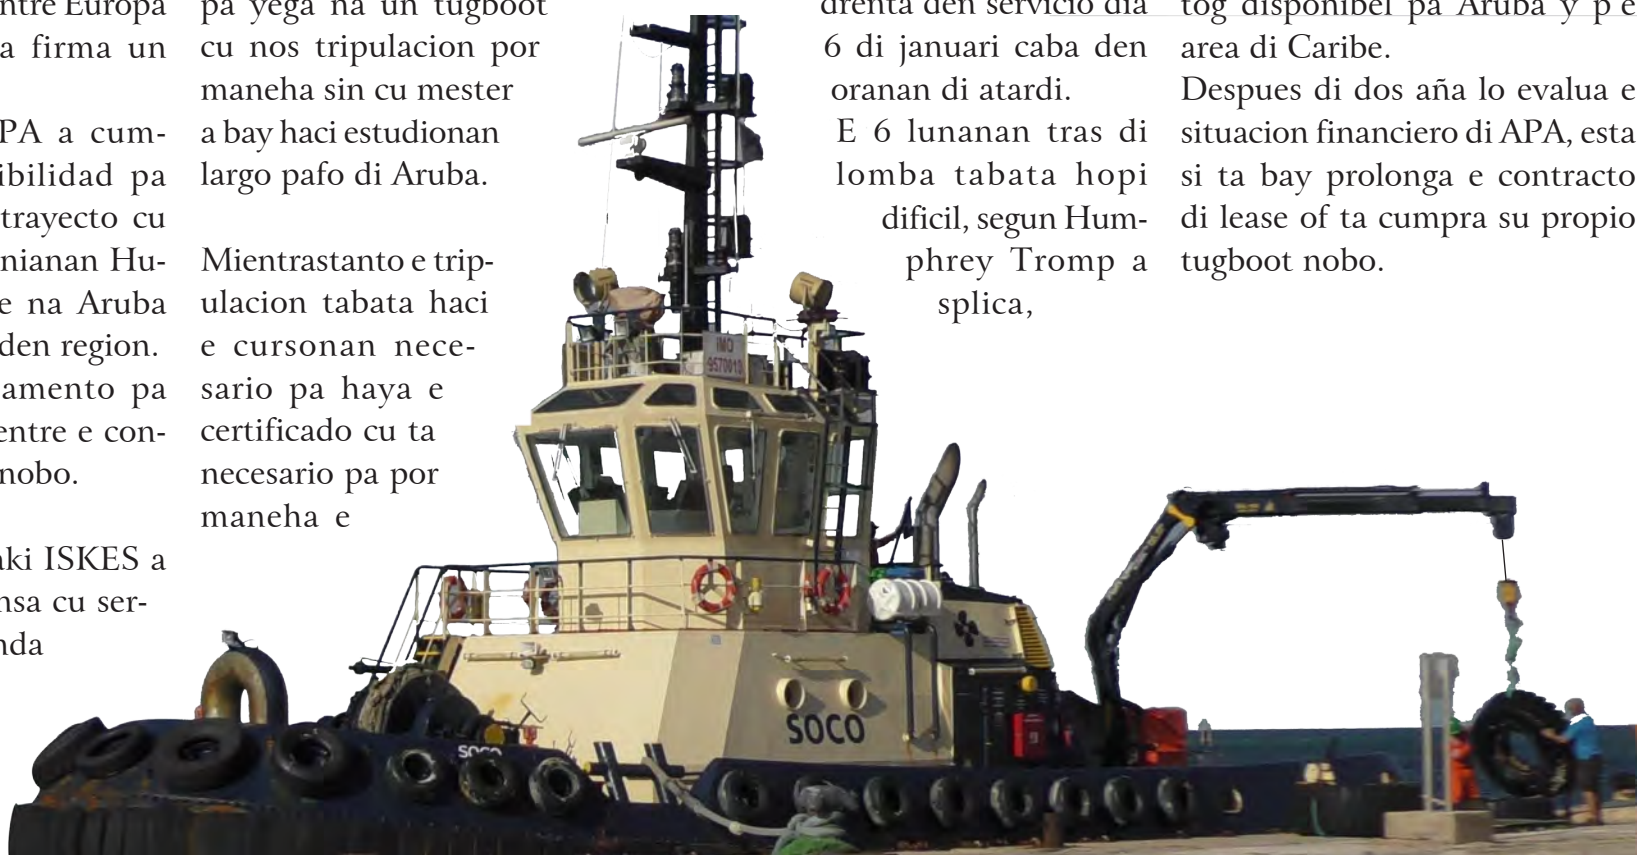 ntre Europa
a firma un
PA a cum-
ibilidad pa
trayecto cu
nianan Hu-
e na Aruba
den region.
amento pa
entre e con-
nobo.
aki ISKES a
nsa cu ser-
nda
pa yega na un tugboot
cu nos tripulacion por
maneha sin cu mester
a bay haci estudionan
largo pafo di Aruba.
Mientrastanto e trip-
ulacion tabata haci
e cursonan nece-
sario pa haya e
certificado cu ta
necesario pa por
maneha e
drenta den servicio dia
6 di januari caba den
oranan di atardi.
E 6 lunanan tras di
lomba tabata hopi
dificil, segun Hum-
phrey Tromp a
splica,
tog disponibel pa Aruba y p'e
area di Caribe.
Despues di dos aña lo evalua e
situacion financiero di APA, esta
si ta bay prolonga e contracto
di lease of ta cumpra su propio
tugboot nobo.
IMO
9570010
SOCO
SOCO